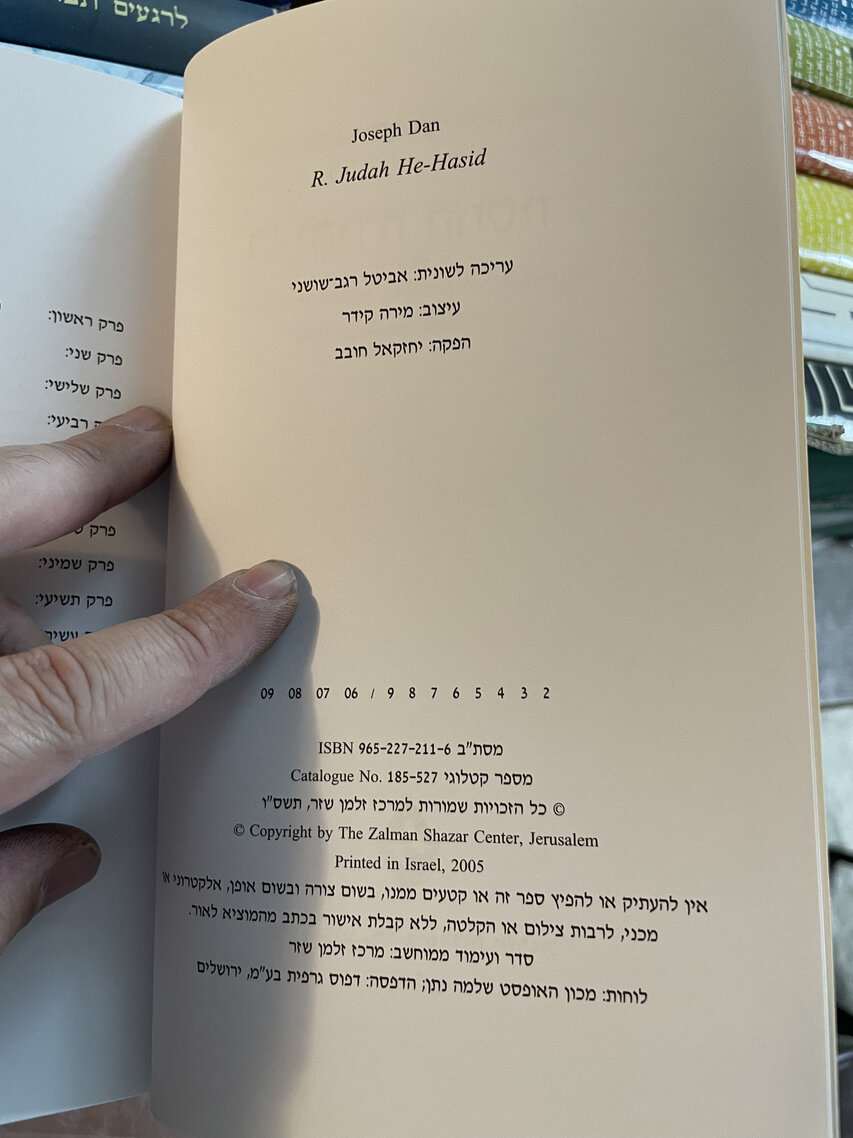 Joseph Dan
R. Judah He-Hasid
עריכה לשונית: אביטל רגב־שושני
עיצוב: מירה קידר
הפקה: יחזקאל חובב
09 08 07 06 / 9 8 7 6 5 4 3 2
ISBN 965-227-211-6 מסת"ב
Catalogue No. 185-527 מספר קטלוגי
© כל הזכויות שמורות למרכז זלמן שזר, תשס"ו
© Copyright by The Zalman Shazar Center, Jerusalem
Printed in Israel, 2005
אין להעתיק או להפיץ ספר זה או קטעים ממנו, בשום צורה ובשום אופן, אלקטרוני או
מכני, לרבות צילום או הקלטה, ללא קבלת אישור בכתב מהמוציא לאור.
סדר ועימוד ממוחשב: מרכז זלמן שזר
לוחות: מכון האופסט שלמה נתן; הדפסה: דפוס גרפית בע"מ, ירושלים
פרק ראשון:
פרק שני:
פרק שלישי:
רביעי:
פרק
פרק שמיני:
פרק תשיעי:
לרגעים